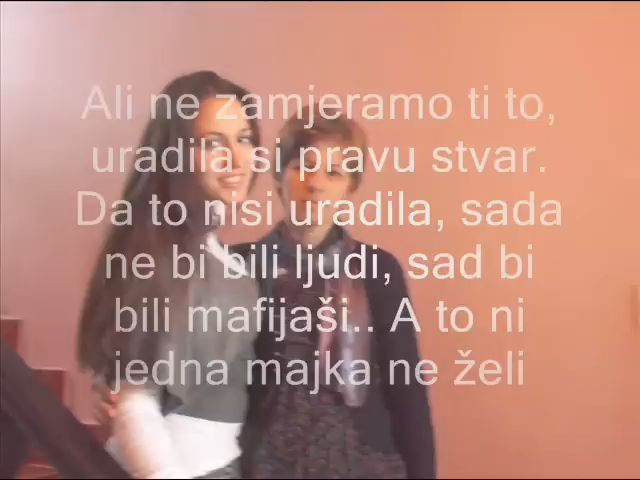 Ali ne zamjeramo ti to,
uradila si pravu stvar.
Da to nisi uradila, sada
ne bi bili ljudi, sad bi
bili mafijaši.. A to ni
jedna majka ne želi